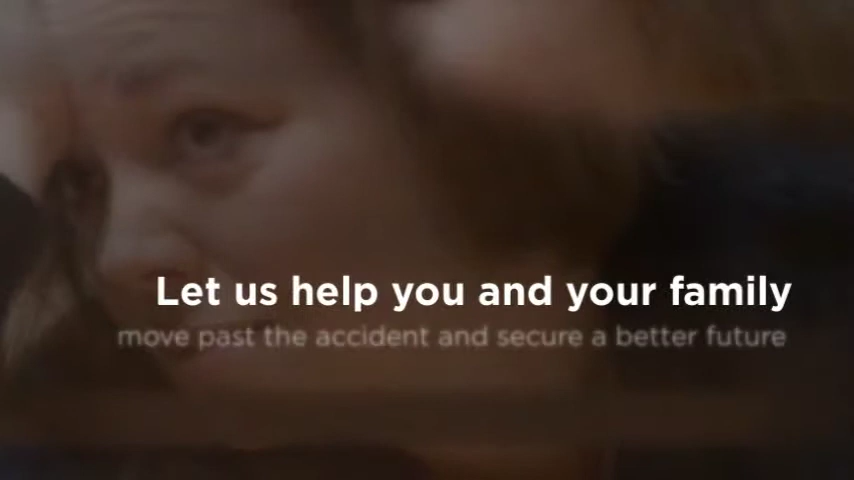 Let us help you and your family
move past the accident and secure a better future